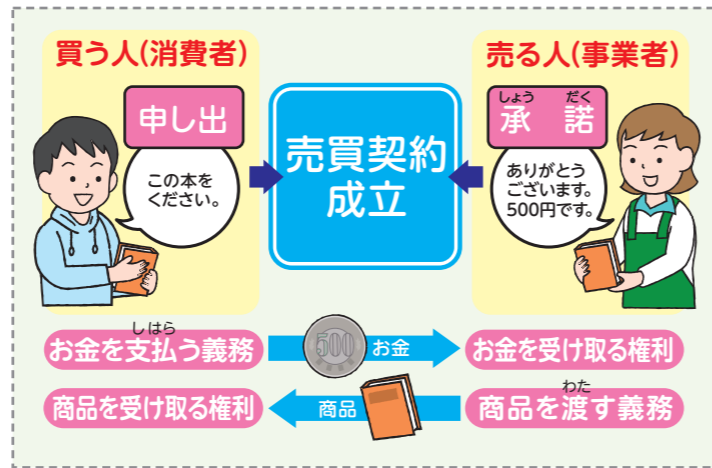 買う人(消費者)
申し出
この本を
ください。
売買契約
成立
売る人(事業者)
しょう だく
承 諾
ありがとう
ございます。
500円です。
しはら
お金を支払う義務
500
お金
お金を受け取る権利
商品を受け取る権利
商品
わた
商品を渡す義務